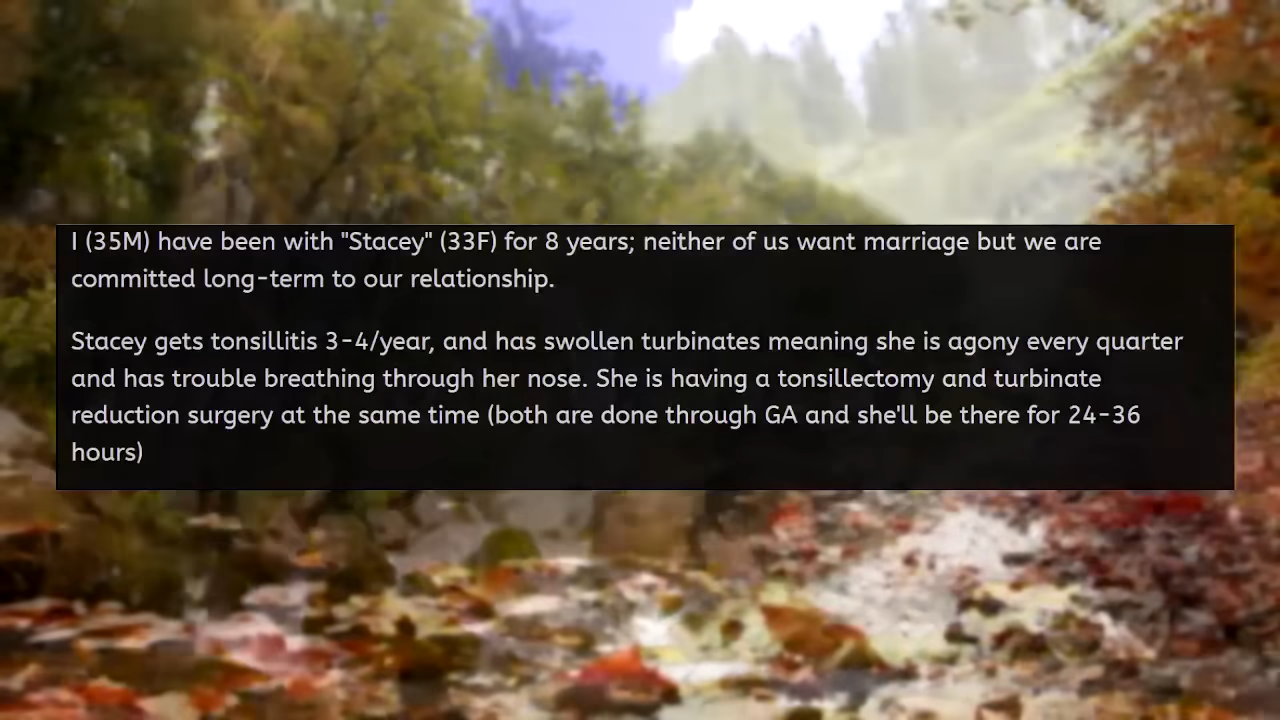 I (35M) have been with "Stacey" (33F) for 8 years; neither of us want marriage but we are
committed long-term to our relationship.
Stacey gets tonsillitis 3-4/year, and has swollen turbinates meaning she is agony every quarter
and has trouble breathing through her nose. She is having a tonsillectomy and turbinate
reduction surgery at the same time (both are done through GA and she'll be there for 24-36
hours)